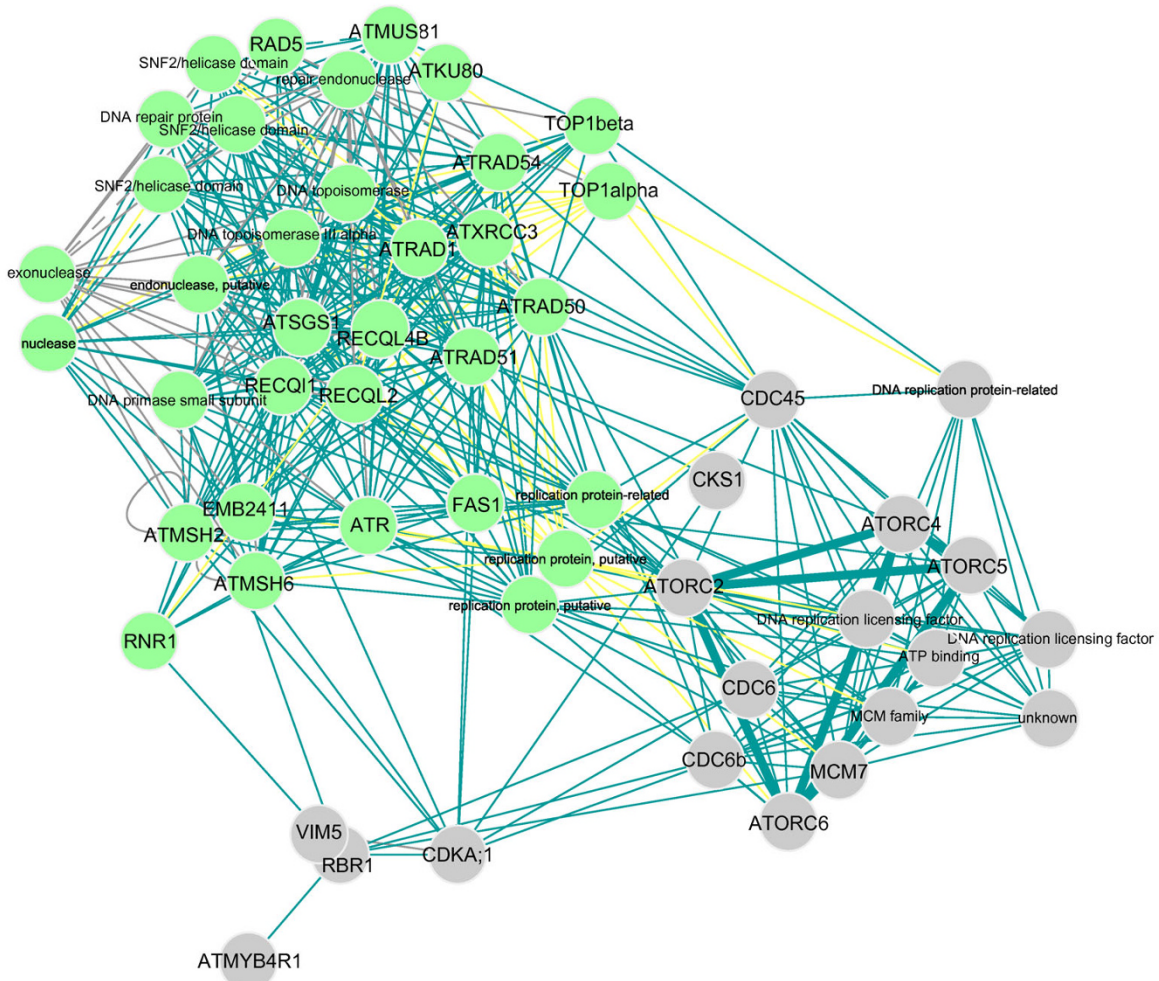 ATMUS81
RAD5
SNF2/helicase domain
ATKU80
repair endonuclease
DNA repair protein
TOP1beta
SNF2/helicase domain
ATRAD54
SNF2/helicase domain
DNA topoisomerase
TOP1alpha
DNA topoisomerase III alpha
ATXRCC3
ATRAD1
exonuclease
endonuclease, putative
ATRAD50
ATSGS1
RECQL4B
nuclease
ATRAD51
RECQI1
RECQL2
DNA primase small subunit
CDC45
DNA replication protein-related
CKS1
replication protein-related
EMB2411
FAS1
ATORC4
ATR
ATMSH2
replication protein, putative
ATORC5
ATMSH6
ATORC2
replication protein, putative
DNA replication licensing factor
RNR1
DNA replication licensing factor
ATP binding
CDC6
MCM family
unknown
CDC6b
MCM7
ATORC6
VIM5
CDKA;1
RBR1
ATMYB4R1